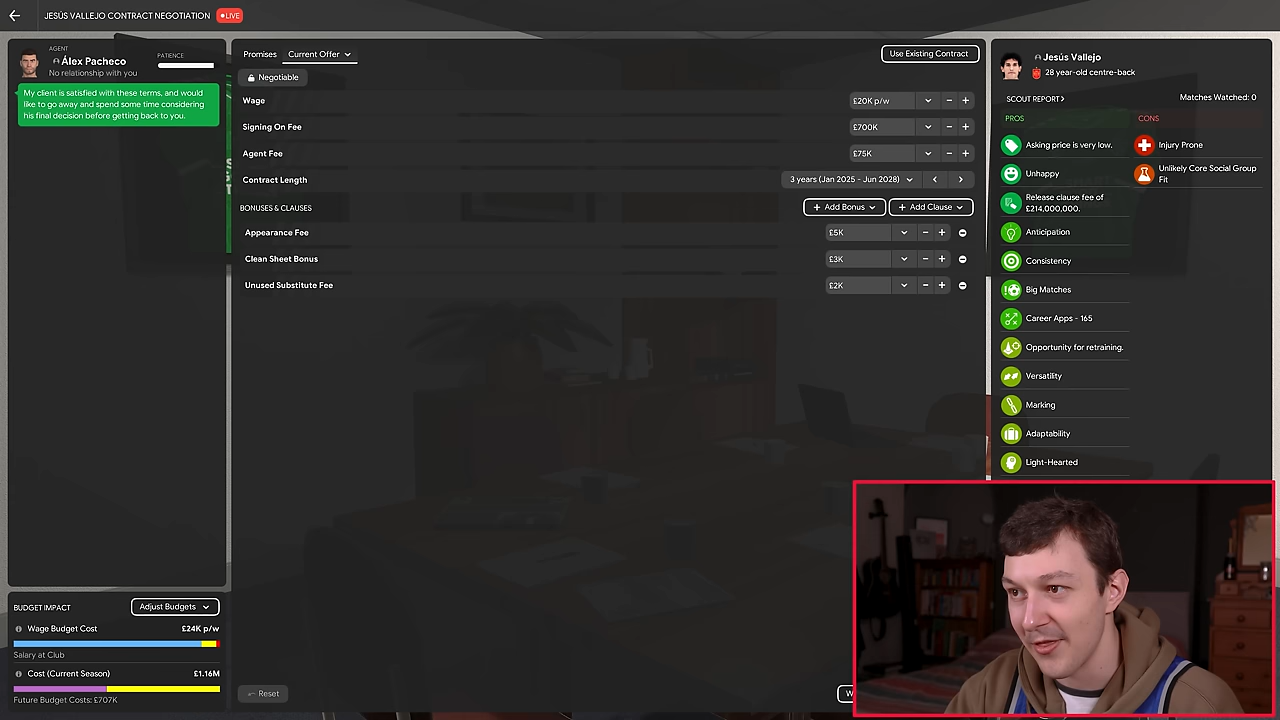 JESÚS VALLEJO CONTRACT NEGOTIATION
LIVE
AGENT
Álex Pacheco
No relationship with you
PATIENCE
My client is satisfied with these terms, and would
like to go away and spend some time considering
his final decision before getting back to you.
Promises
Current Offer
Use Existing Contract
Negotiable
Wage
£20K p/w
Signing On Fee
£700K
Agent Fee
£75K
Contract Length
3 years (Jan 2025 - Jun 2028)
BONUSES & CLAUSES
+ Add Bonus
+ Add Clause
Appearance Fee
£5K
Clean Sheet Bonus
£3K
Unused Substitute Fee
£2K
Reset
BUDGET IMPACT
Adjust Budgets
Wage Budget Cost
£24K p/w
Salary at Club
Cost (Current Season)
£1.16M
Future Budget Costs: £707K
Jesús Vallejo
28 year-old centre-back
SCOUT REPORT
Matches Watched: 0
PROS
CONS
Asking price is very low.
Injury Prone
Unhappy
Unlikely Core Social Group
Fit
Release clause fee of
£214,000,000.
Anticipation
Consistency
Big Matches
Career Apps - 165
Opportunity for retraining.
Versatility
Marking
Adaptability
Light-Hearted